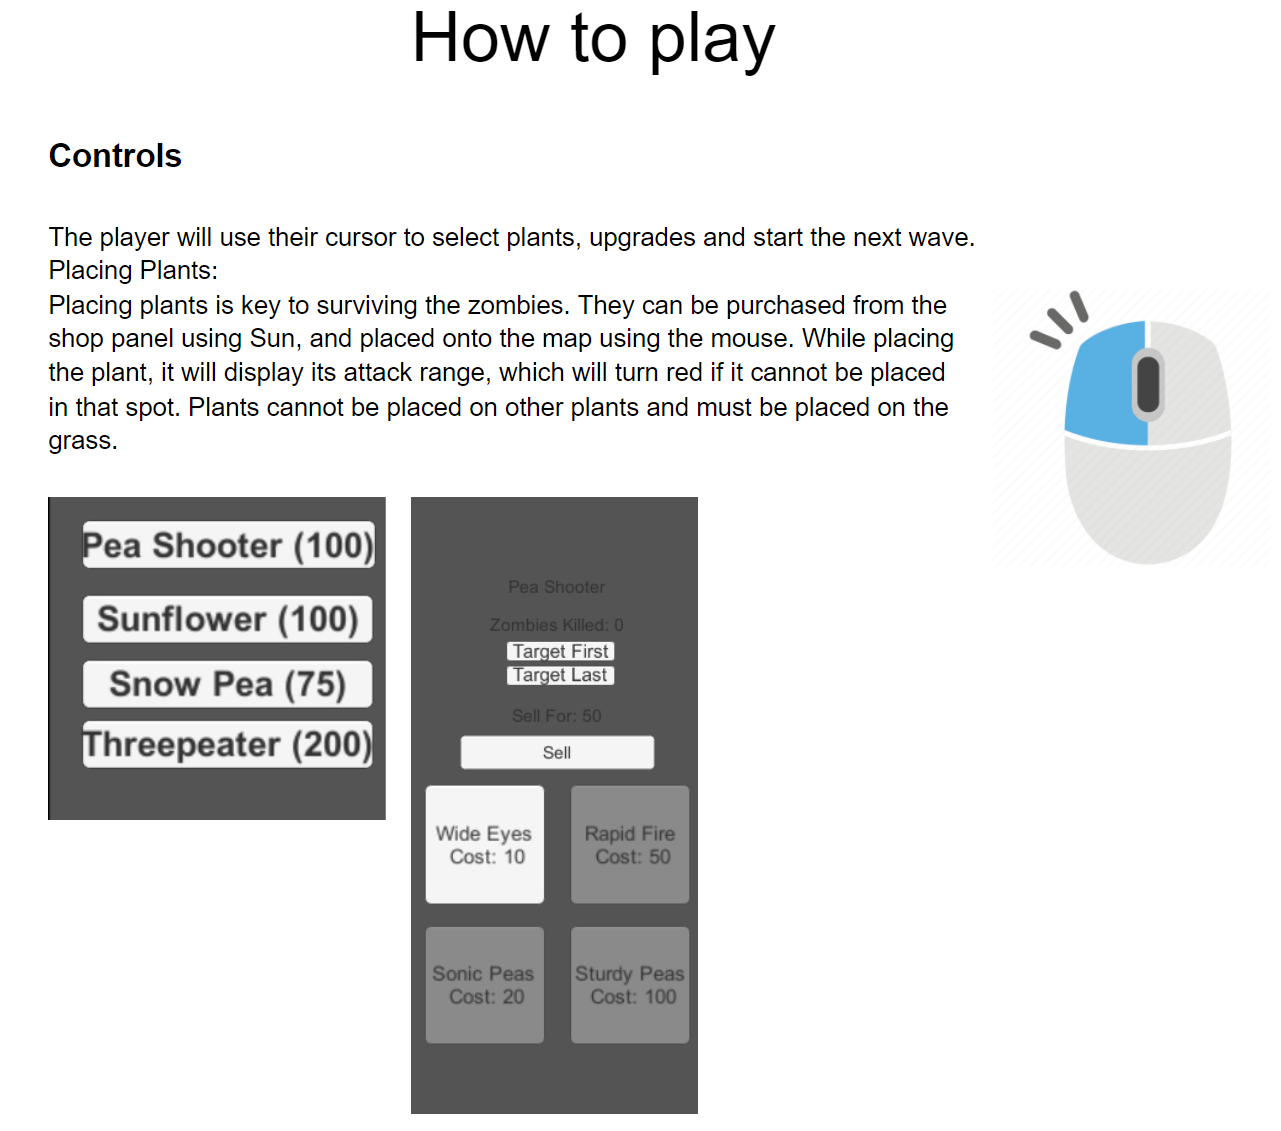 How to play
Controls
The player will use their cursor to select plants, upgrades and start the next wave.
Placing Plants:
Placing plants is key to surviving the zombies. They can be purchased from the
shop panel using Sun, and placed onto the map using the mouse. While placing
the plant, it will display its attack range, which will turn red if it cannot be placed
in that spot. Plants cannot be placed on other plants and must be placed on the
grass.
Pea Shooter (100)
Sunflower (100)
Snow Pea (75)
Threepeater (200)
Pea Shooter
Zombies Killed: 0
Target First
Target Last
Sell For: 50
Sell
Wide Eyes
Cost: 10
Rapid Fire
Cost: 50
Sonic Peas
Cost: 20
Sturdy Peas
Cost: 100